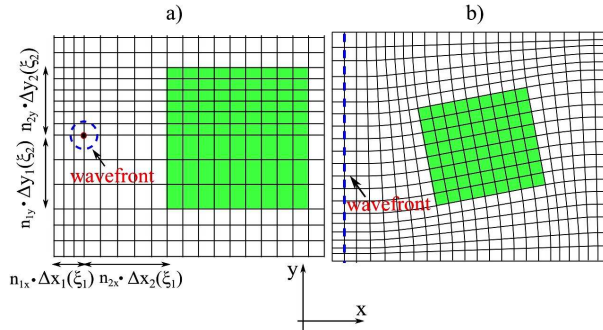 a)
b)
n₂y · Δy₂(ξ₂)
n₁y · Δy₁(ξ₂)
wavefront
wavefront
n₁ₓ · Δx₁(ξ₁)
n₂ₓ · Δx₂(ξ₁)
y
x